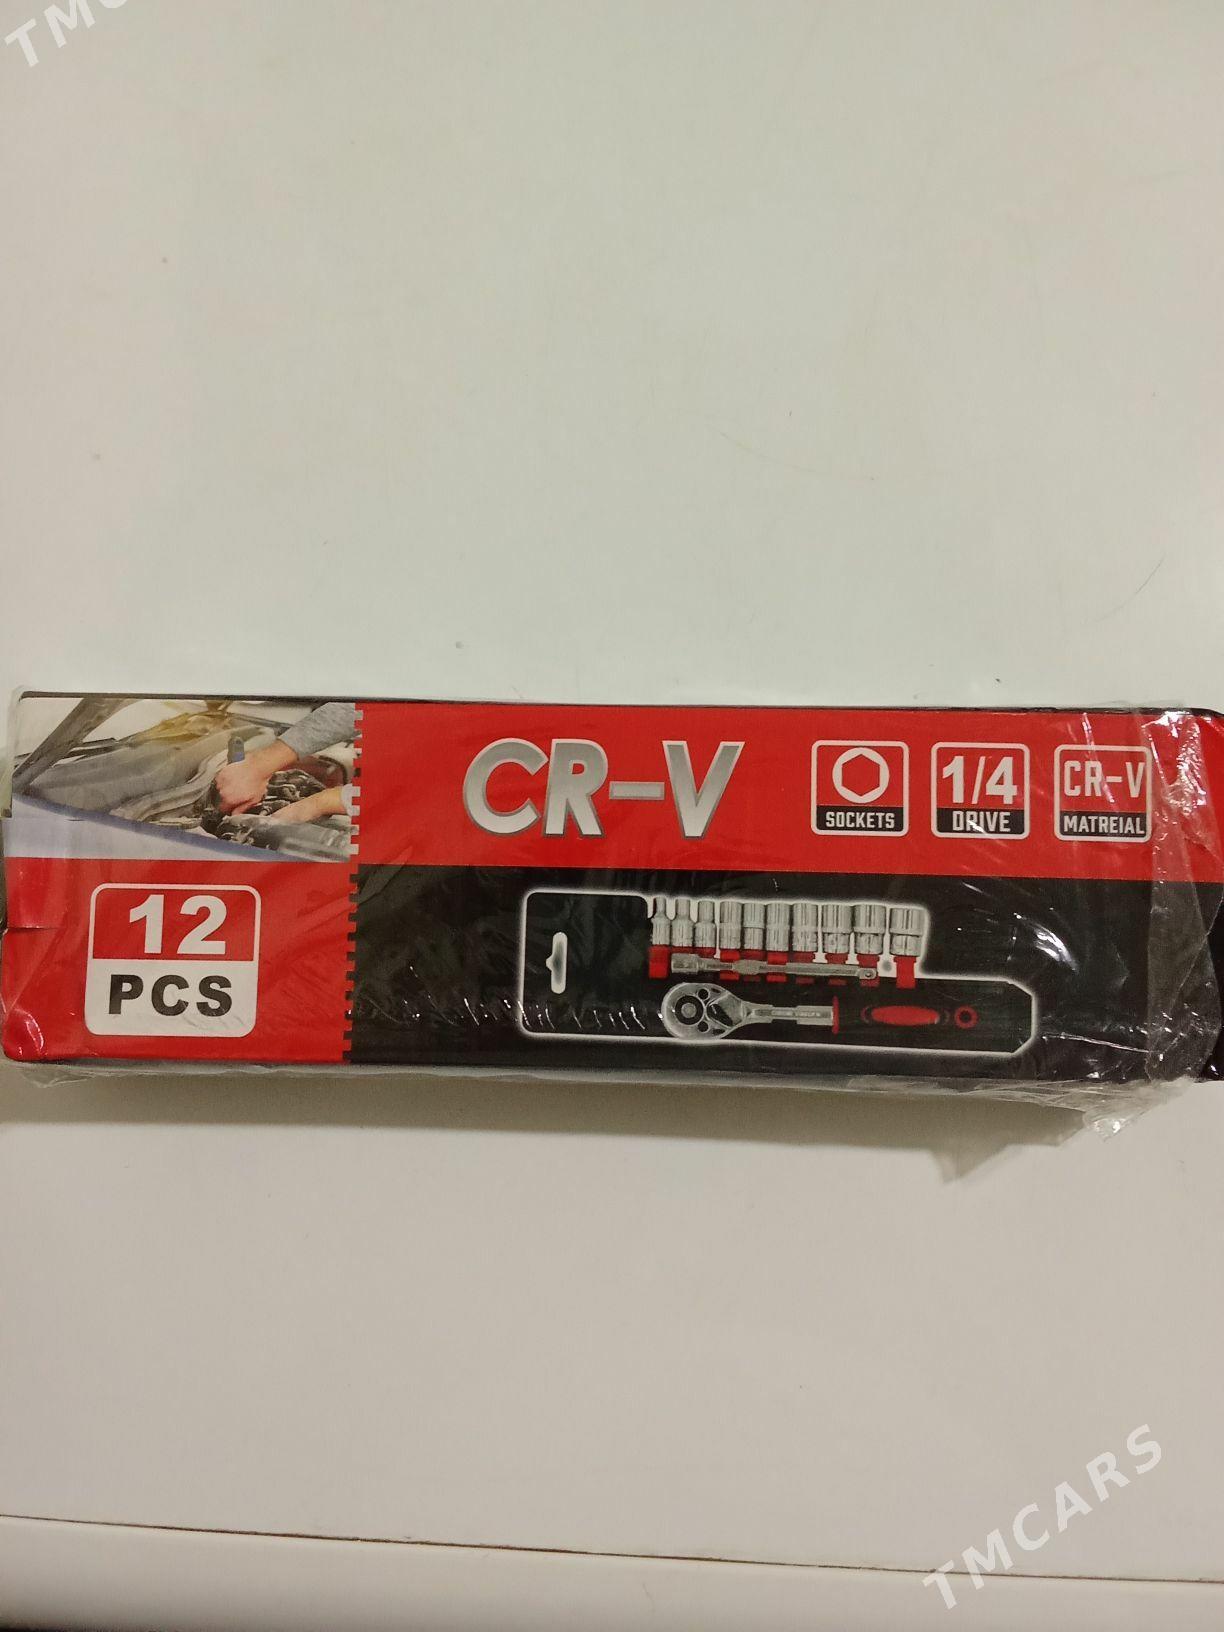 TMC
CR-V
SOCKETS
1/4
DRIVE
CR-V
MATREIAL
12
PCS
TMCARS